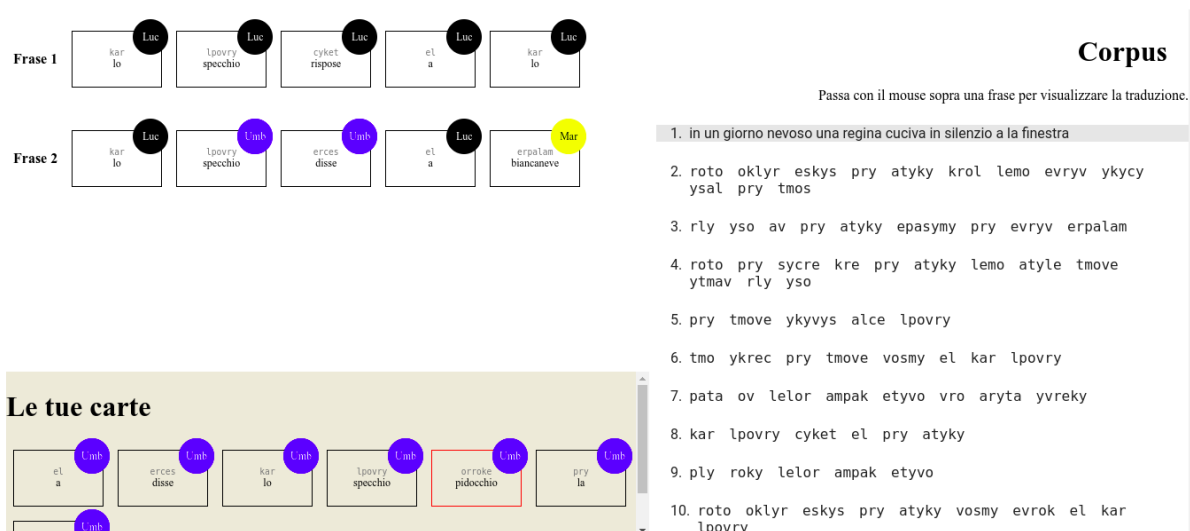 Frase 1
Luc Luc Luc Luc Luc
kar lpovry cyket el kar
lo specchio rispose a lo
Frase 2
Luc Umb Umb Luc Mar
kar lpovry erces el erpalam
lo specchio disse a biancaneve
Le tue carte
Umb Umb Umb Umb Umb Umb
el erces kar lpovry orroke pry
a disse lo specchio pidocchio la
Umb
Corpus
Passa con il mouse sopra una frase per visualizzare la traduzione.
1. in un giorno nevoso una regina cuciva in silenzio a la finestra
2. roto oklyr eskys pry atyky krol lemo evryv ykycy
ysal pry tmos
3. rly yso av pry atyky epasymy pry evryv erpalam
4. roto pry sycre kre pry atyky lemo atyle tmove
ytmav rly yso
5. pry tmove ykyvys alce lpovry
6. tmo ykrec pry tmove vosmy el kar lpovry
7. pata ov lelor ampak etyvo vro aryta yvreky
8. kar lpovry cyket el pry atyky
9. ply roky lelor ampak etyvo
10. roto oklyr eskys pry atyky vosmy evrok el kar
lpovry